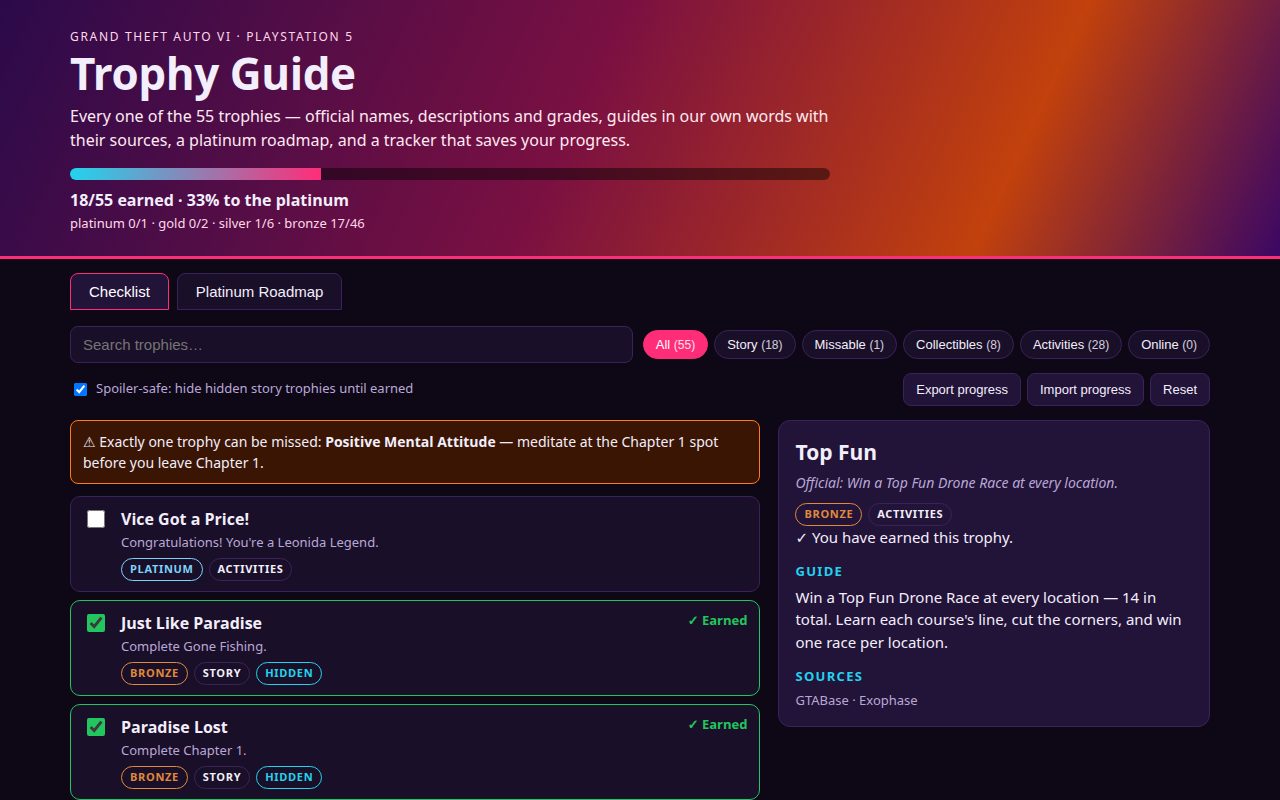 GRAND THEFT AUTO VI · PLAYSTATION 5
Trophy Guide
Every one of the 55 trophies — official names, descriptions and grades, guides in our own words with
their sources, a platinum roadmap, and a tracker that saves your progress.
18/55 earned · 33% to the platinum
platinum 0/1 · gold 0/2 · silver 1/6 · bronze 17/46
Checklist
Platinum Roadmap
Search trophies…
All (55)
Story (18)
Missable (1)
Collectibles (8)
Activities (28)
Online (0)
Spoiler-safe: hide hidden story trophies until earned
Export progress
Import progress
Reset
⚠ Exactly one trophy can be missed: Positive Mental Attitude — meditate at the Chapter 1 spot
before you leave Chapter 1.
Vice Got a Price!
Congratulations! You're a Leonida Legend.
PLATINUM
ACTIVITIES
Just Like Paradise
✓ Earned
Complete Gone Fishing.
BRONZE
STORY
HIDDEN
Paradise Lost
✓ Earned
Complete Chapter 1.
BRONZE
STORY
HIDDEN
Top Fun
Official: Win a Top Fun Drone Race at every location.
BRONZE
ACTIVITIES
✓ You have earned this trophy.
GUIDE
Win a Top Fun Drone Race at every location — 14 in
total. Learn each course's line, cut the corners, and win
one race per location.
SOURCES
GTABase · Exophase